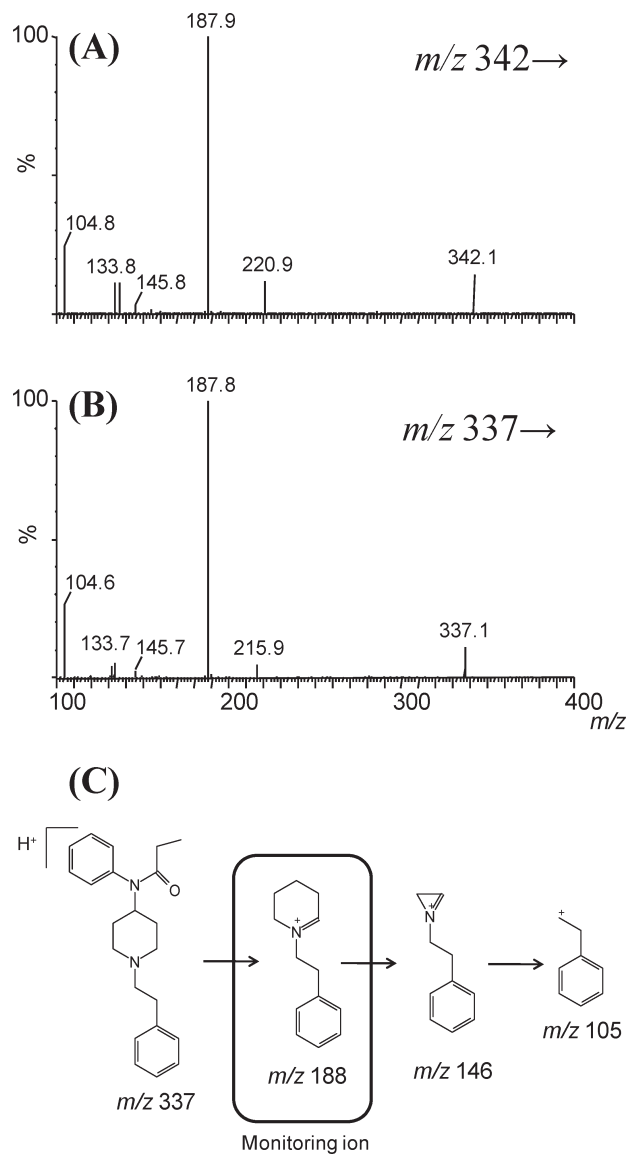 100
(A)
187.9
m/z 342→
%
104.8
133.8
145.8
220.9
342.1
100
(B)
187.8
m/z 337→
%
104.6
133.7
145.7
215.9
337.1
100 200 300 400
m/z
(C)
H+
N
O
N
m/z 337
N+
m/z 188
Monitoring ion
N+
m/z 146
+
m/z 105